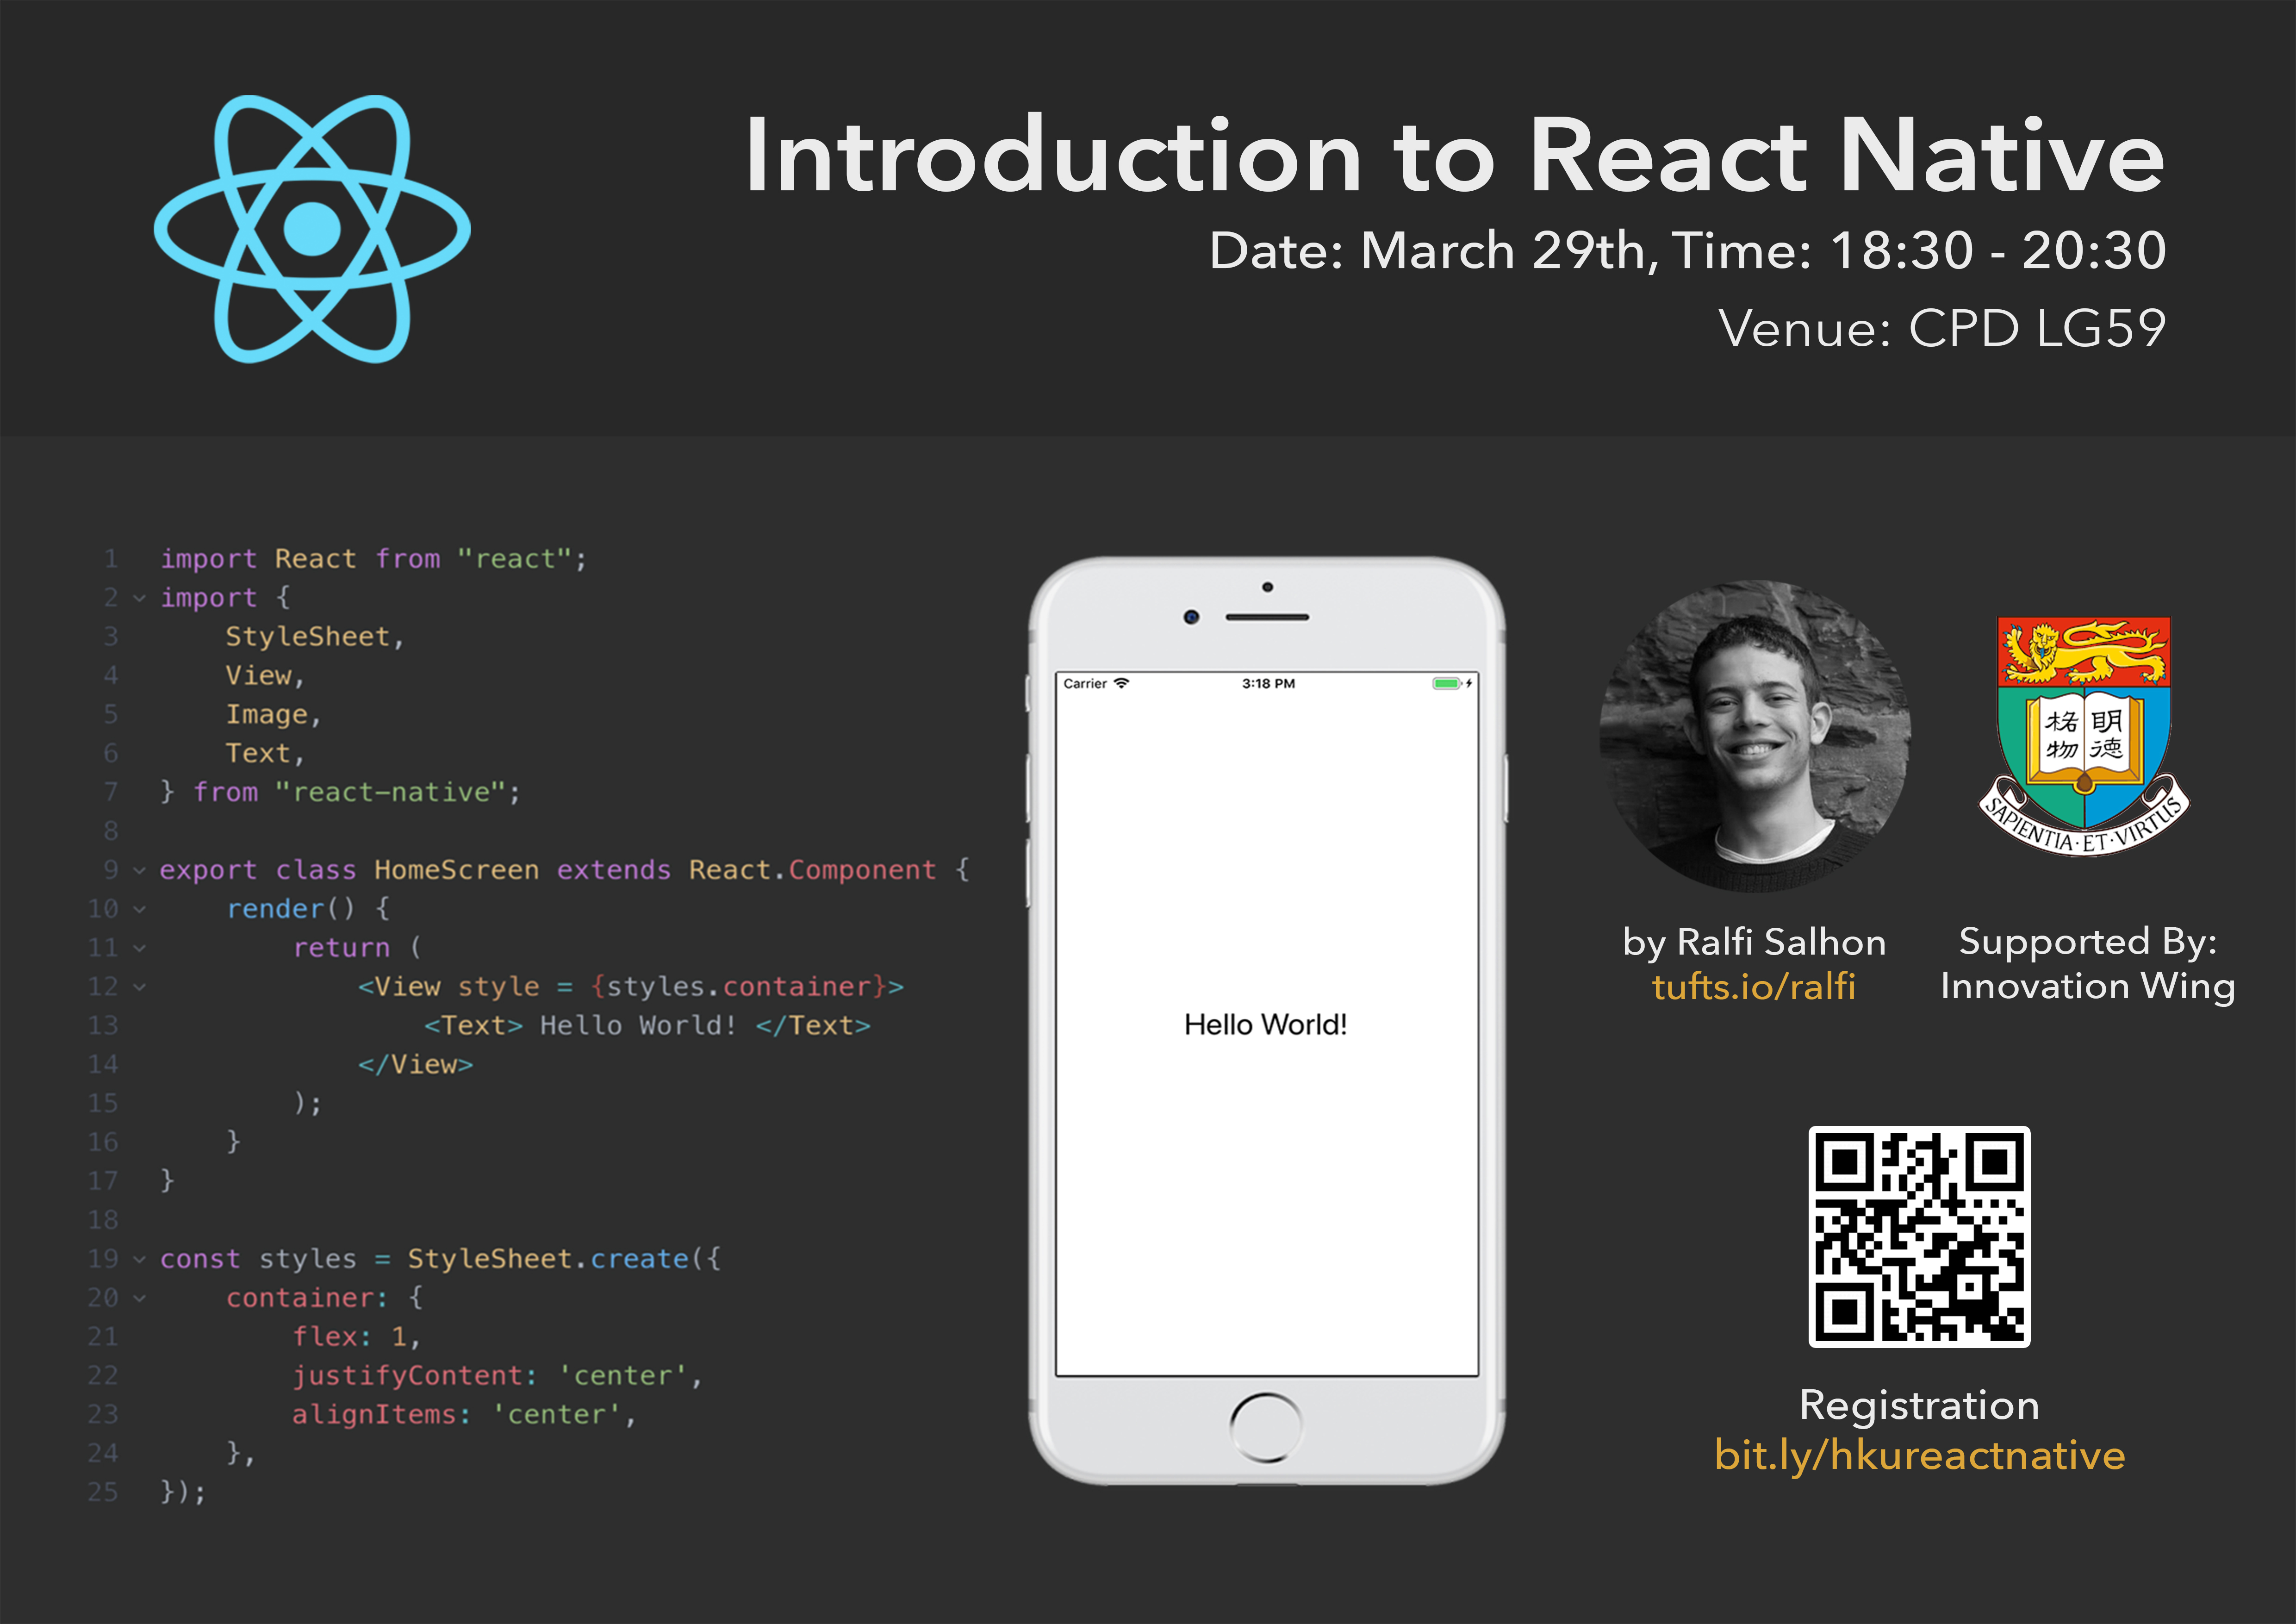 Introduction to React Native
Date: March 29th, Time: 18:30 - 20:30
Venue: CPD LG59
1 import React from "react";
2 import {
3     StyleSheet,
4     View,
5     Image,
6     Text,
7 } from "react-native";
8
9 export class HomeScreen extends React.Component {
10     render() {
11         return (
12             <View style = {styles.container}>
13                 <Text> Hello World! </Text>
14             </View>
15         );
16     }
17 }
18
19 const styles = StyleSheet.create({
20     container: {
21         flex: 1,
22         justifyContent: 'center',
23         alignItems: 'center',
24     },
25 });
Carrier 3:18 PM
Hello World!
by Ralfi Salhon
tufts.io/ralfi
明德
格物
SAPIENTIA·ET·VIRTUS
Supported By:
Innovation Wing
Registration
bit.ly/hkureactnative